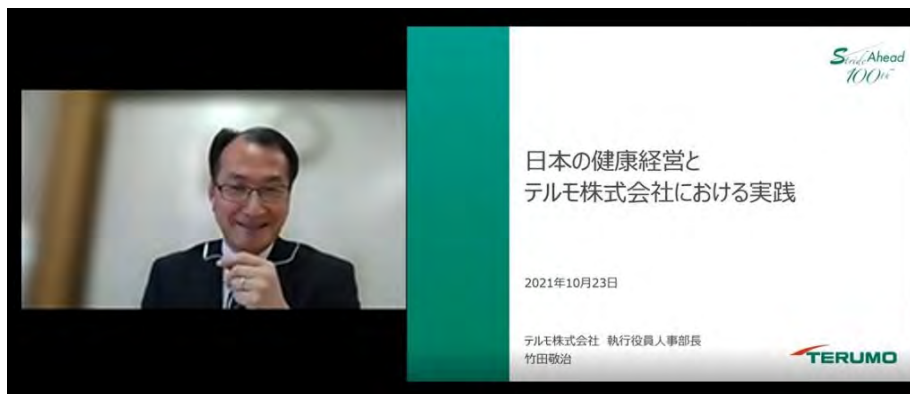 Stride Ahead
100th
日本の健康経営と
テルモ株式会社における実践
2021年10月23日
テルモ株式会社 執行役員人事部長
竹田敬治
TERUMO